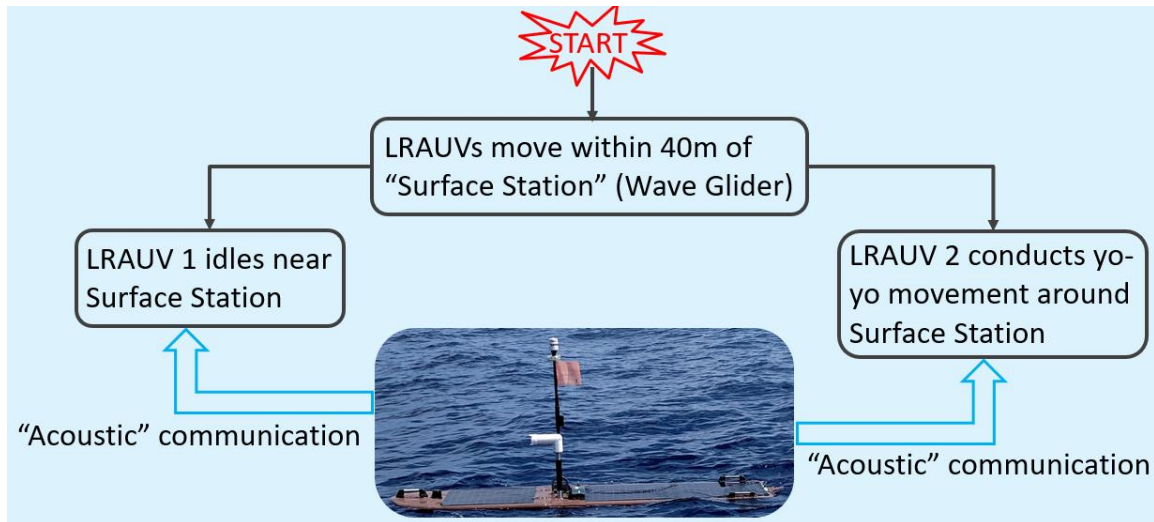 START
LRAUVs move within 40m of
“Surface Station” (Wave Glider)
LRAUV 1 idles near
Surface Station
LRAUV 2 conducts yo-
yo movement around
Surface Station
“Acoustic” communication
“Acoustic” communication